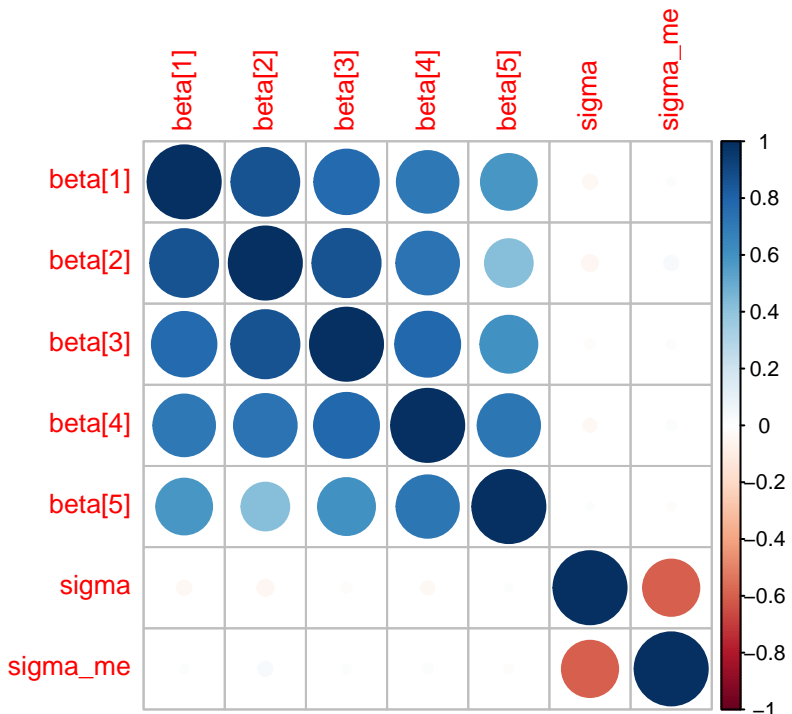 beta[1]
beta[2]
beta[3]
beta[4]
beta[5]
sigma
sigma_me
beta[1]
beta[2]
beta[3]
beta[4]
beta[5]
sigma
sigma_me
1
0.8
0.6
0.4
0.2
0
−0.2
−0.4
−0.6
−0.8
−1